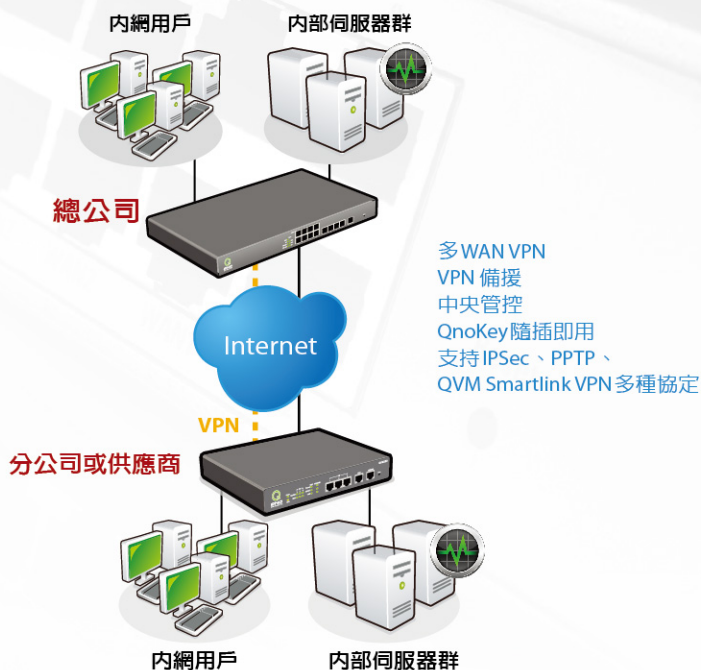 內網用戶
內部伺服器群
總公司
多WAN VPN
VPN 備援
中央管控
QnoKey隨插即用
支持IPSec、PPTP、
QVM Smartlink VPN多種協定
Internet
VPN
分公司或供應商
內網用戶
內部伺服器群